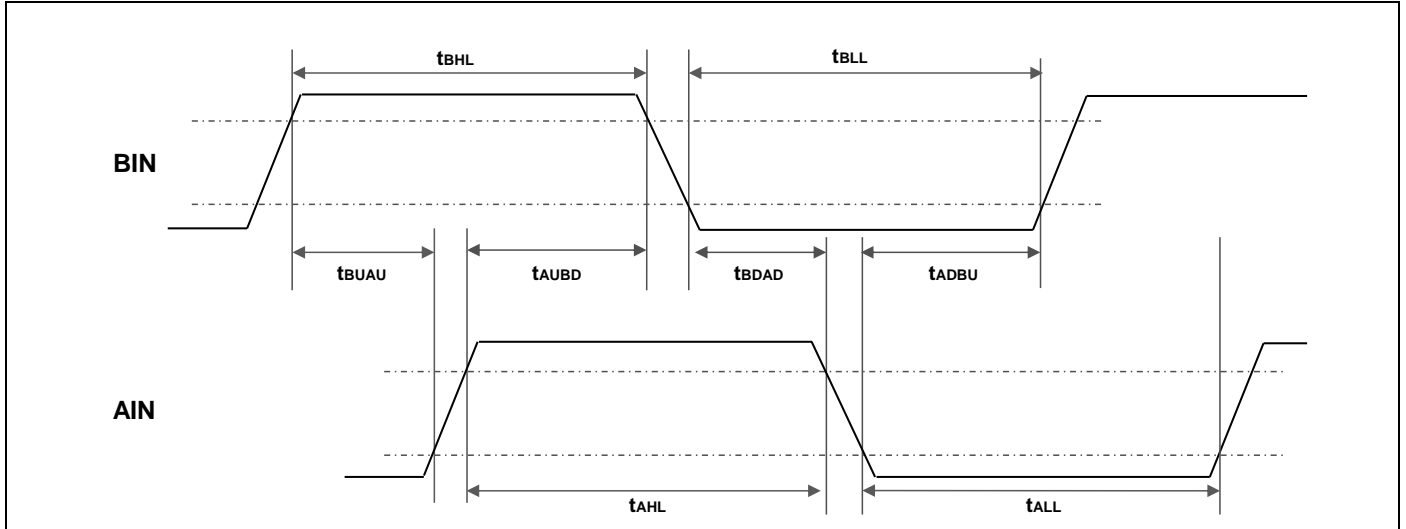 tBHL
tBLL
BIN
tBUAU
tAUBD
tBDAD
tADBU
AIN
tAHL
tALL